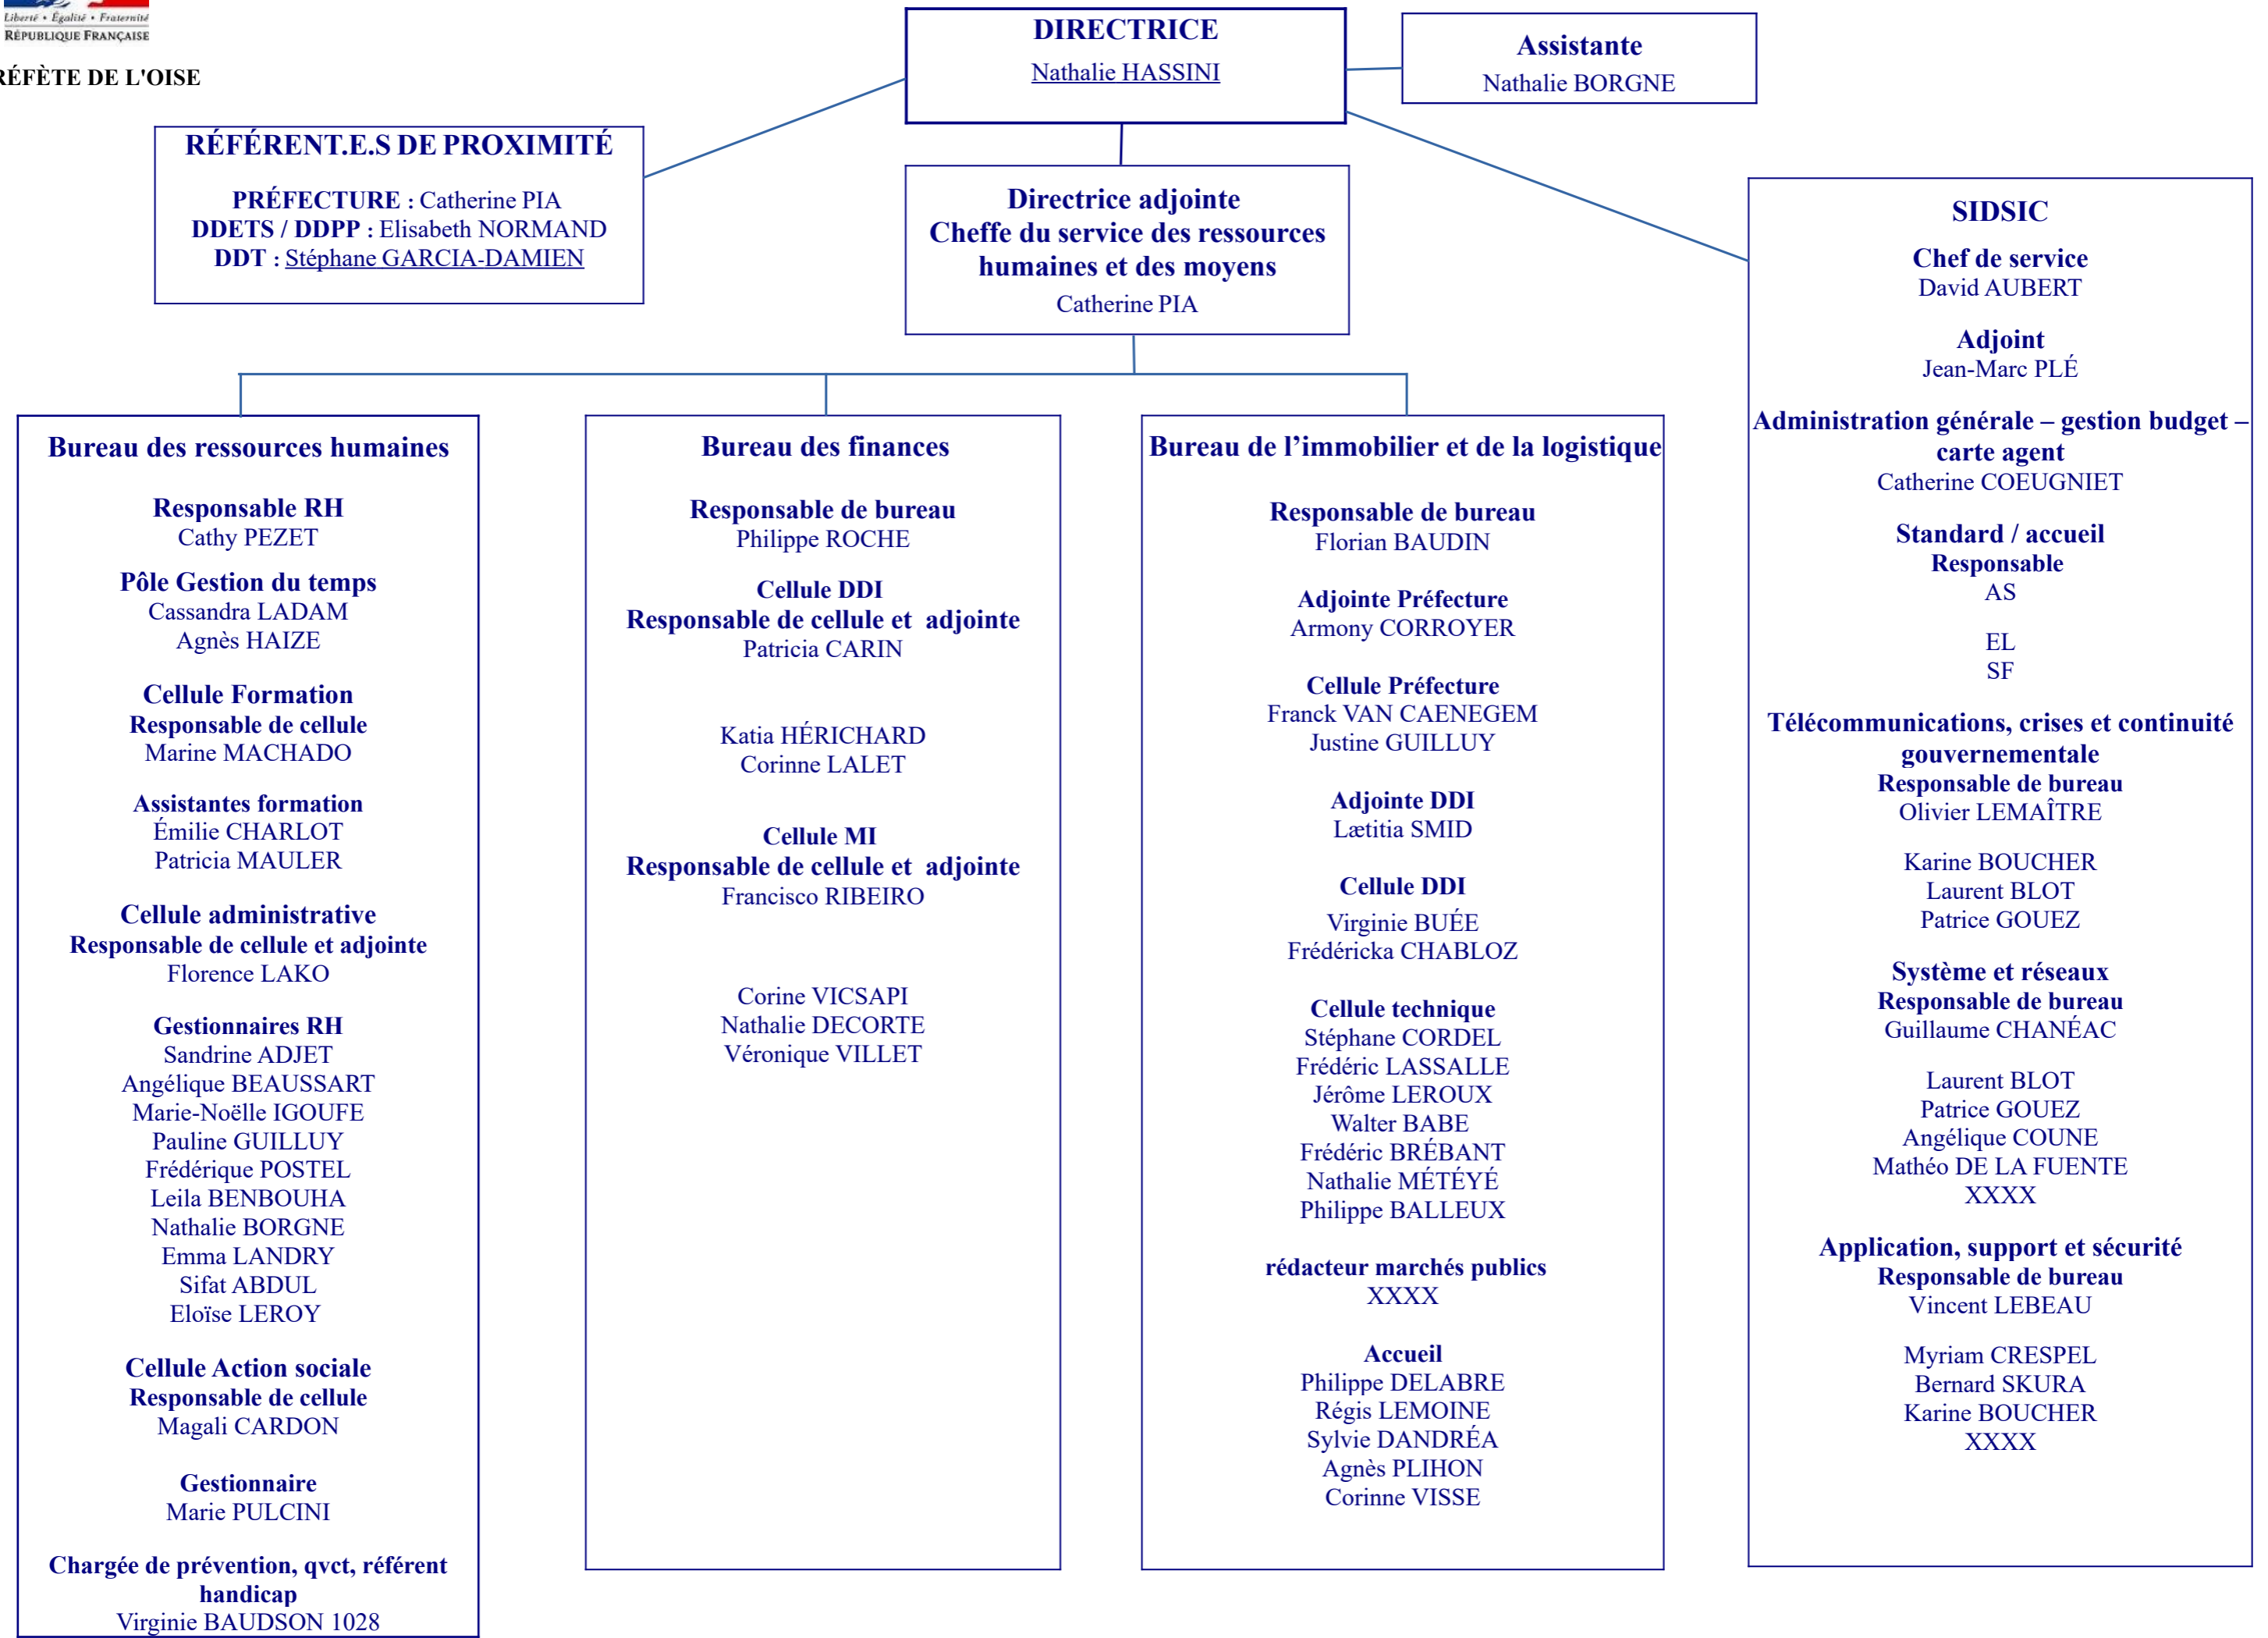 Liberté • Égalité • Fraternité
RÉPUBLIQUE FRANÇAISE
RÉFÈTE DE L'OISE
DIRECTRICE
Nathalie HASSINI
Assistante
Nathalie BORGNE
RÉFÉRENT.E.S DE PROXIMITÉ
PRÉFECTURE : Catherine PIA
DDETS / DDPP : Elisabeth NORMAND
DDT : Stéphane GARCIA-DAMIEN
Directrice adjointe
Cheffe du service des ressources
humaines et des moyens
Catherine PIA
Bureau des ressources humaines
Responsable RH
Cathy PEZET
Pôle Gestion du temps
Cassandra LADAM
Agnès HAIZE
Cellule Formation
Responsable de cellule
Marine MACHADO
Assistantes formation
Émilie CHARLOT
Patricia MAULER
Cellule administrative
Responsable de cellule et adjointe
Florence LAKO
Gestionnaires RH
Sandrine ADJET
Angélique BEAUSSART
Marie-Noëlle IGOUFE
Pauline GUILLUY
Frédérique POSTEL
Leila BENBOUHA
Nathalie BORGNE
Emma LANDRY
Sifat ABDUL
Eloïse LEROY
Cellule Action sociale
Responsable de cellule
Magali CARDON
Gestionnaire
Marie PULCINI
Chargée de prévention, qvct, référent
handicap
Virginie BAUDSON 1028
Bureau des finances
Responsable de bureau
Philippe ROCHE
Cellule DDI
Responsable de cellule et adjointe
Patricia CARIN
Katia HÉRICHARD
Corinne LALET
Cellule MI
Responsable de cellule et adjointe
Francisco RIBEIRO
Corine VICSAPI
Nathalie DECORTE
Véronique VILLET
Bureau de l’immobilier et de la logistique
Responsable de bureau
Florian BAUDIN
Adjointe Préfecture
Armony CORROYER
Cellule Préfecture
Franck VAN CAENEGEM
Justine GUILLUY
Adjointe DDI
Lætitia SMID
Cellule DDI
Virginie BUÉE
Frédéricka CHABLOZ
Cellule technique
Stéphane CORDEL
Frédéric LASSALLE
Jérôme LEROUX
Walter BABE
Frédéric BRÉBANT
Nathalie MÉTÉYÉ
Philippe BALLEUX
rédacteur marchés publics
XXXX
Accueil
Philippe DELABRE
Régis LEMOINE
Sylvie DANDRÉA
Agnès PLIHON
Corinne VISSE
SIDSIC
Chef de service
David AUBERT
Adjoint
Jean-Marc PLÉ
Administration générale – gestion budget –
carte agent
Catherine COEUGNIET
Standard / accueil
Responsable
AS
EL
SF
Télécommunications, crises et continuité
gouvernementale
Responsable de bureau
Olivier LEMAÎTRE
Karine BOUCHER
Laurent BLOT
Patrice GOUEZ
Système et réseaux
Responsable de bureau
Guillaume CHANÉAC
Laurent BLOT
Patrice GOUEZ
Angélique COUNE
Mathéo DE LA FUENTE
XXXX
Application, support et sécurité
Responsable de bureau
Vincent LEBEAU
Myriam CRESPEL
Bernard SKURA
Karine BOUCHER
XXXX